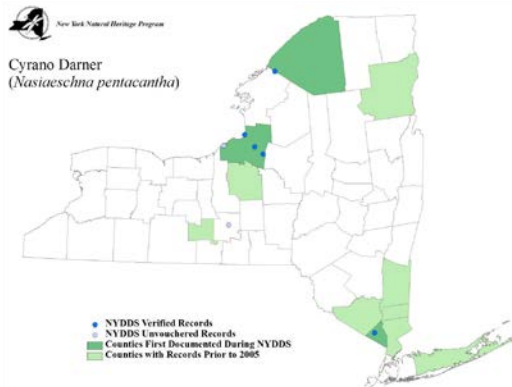 New York Natural Heritage Program
Cyrano Darner
(Nasiaeschna pentacantha)
NYDDS Verified Records
NYDDS Unvouchered Records
Counties First Documented During NYDDS
Counties with Records Prior to 2005